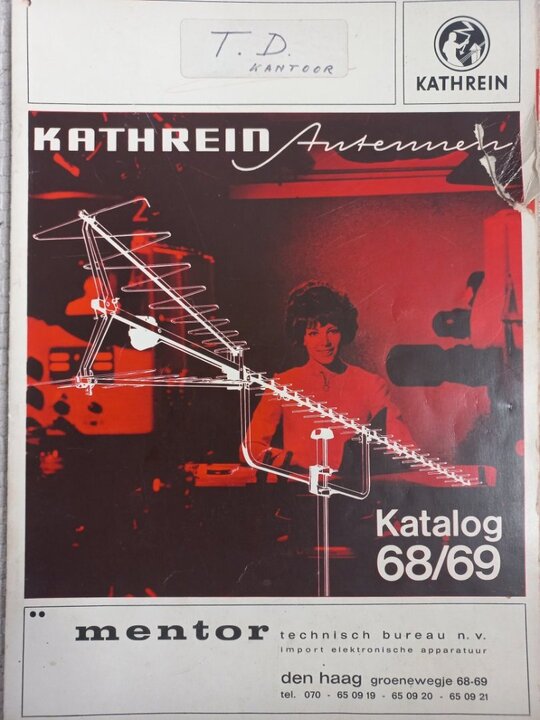 T. D.
KANTOOR
KATHREIN
KATHREIN Antennen
Katalog
68/69
mentor technisch bureau n.v.
import elektronische apparatuur
den haag groenewegje 68-69
tel. 070 - 65 09 19 - 65 09 20 - 65 09 21